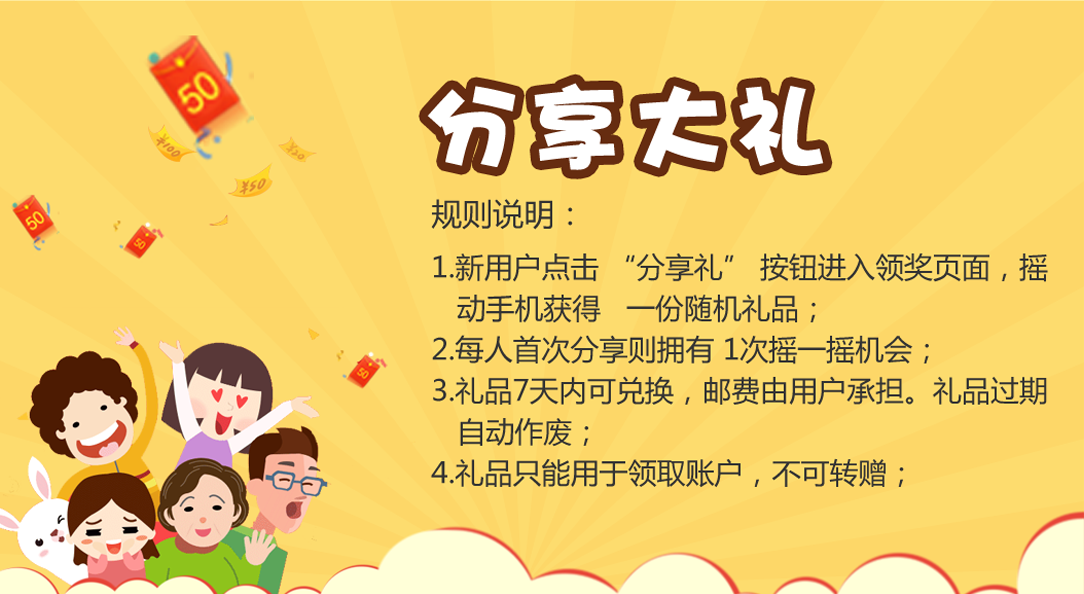 50
分享大礼
¥100
¥50
规则说明：
50
50
1.新用户点击 “分享礼” 按钮进入领奖页面，摇
动手机获得 一份随机礼品；
2.每人首次分享则拥有 1次摇一摇机会；
50
3.礼品7天内可兑换，邮费由用户承担。礼品过期
自动作废；
4.礼品只能用于领取账户，不可转赠；